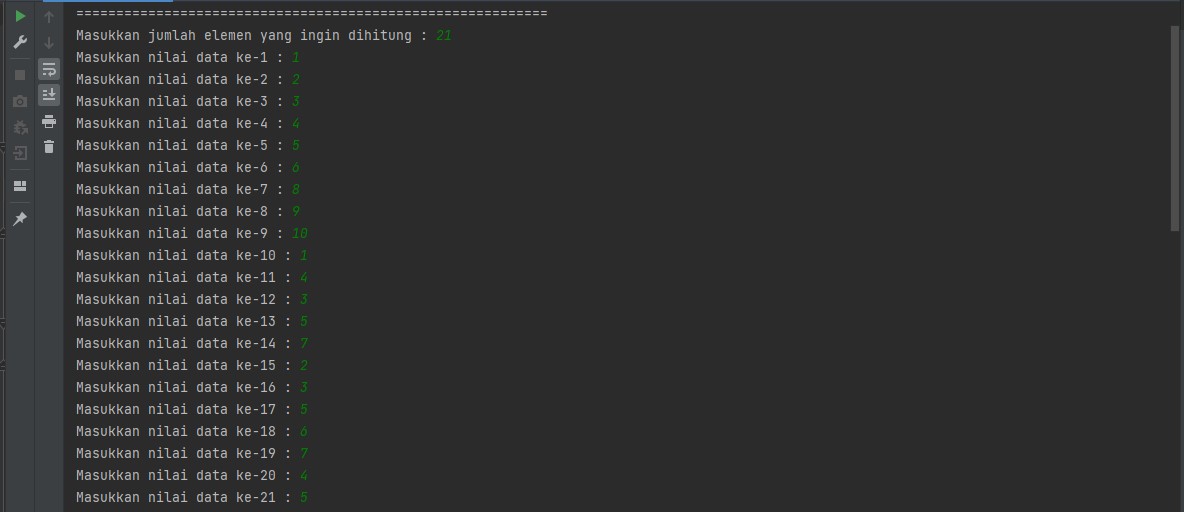 ===========================================================
Masukkan jumlah elemen yang ingin dihitung : 21
Masukkan nilai data ke-1 : 1
Masukkan nilai data ke-2 : 2
Masukkan nilai data ke-3 : 3
Masukkan nilai data ke-4 : 4
Masukkan nilai data ke-5 : 5
Masukkan nilai data ke-6 : 6
Masukkan nilai data ke-7 : 8
Masukkan nilai data ke-8 : 9
Masukkan nilai data ke-9 : 10
Masukkan nilai data ke-10 : 1
Masukkan nilai data ke-11 : 4
Masukkan nilai data ke-12 : 3
Masukkan nilai data ke-13 : 5
Masukkan nilai data ke-14 : 7
Masukkan nilai data ke-15 : 2
Masukkan nilai data ke-16 : 3
Masukkan nilai data ke-17 : 5
Masukkan nilai data ke-18 : 6
Masukkan nilai data ke-19 : 7
Masukkan nilai data ke-20 : 4
Masukkan nilai data ke-21 : 5